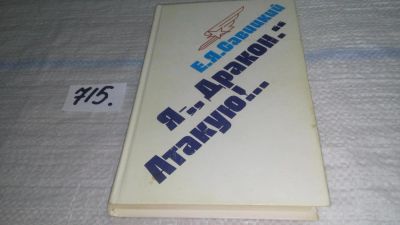 715.
Е.Я.Савицкий
Я-„Дракон."
Атакую!...